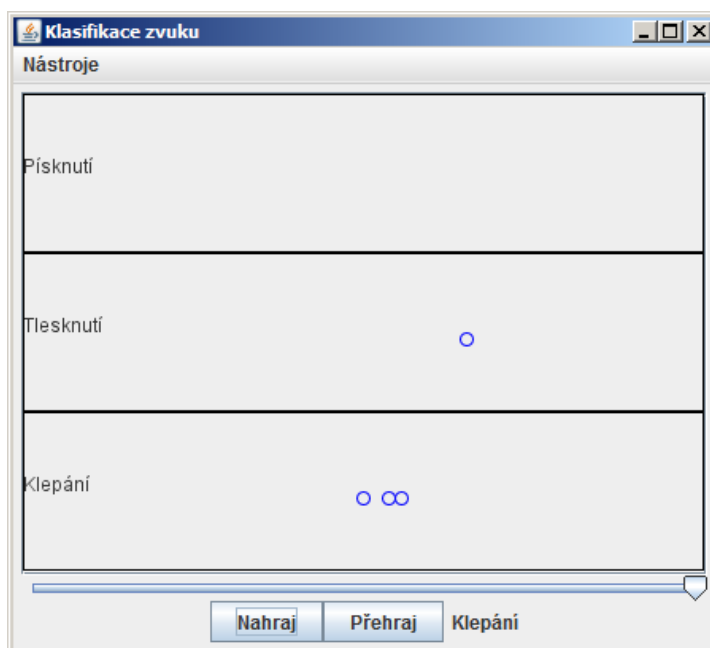 Klasifikace zvuku
Nástroje
Písknutí
Tlesknutí
Klepání
Nahraj Přehraj Klepání